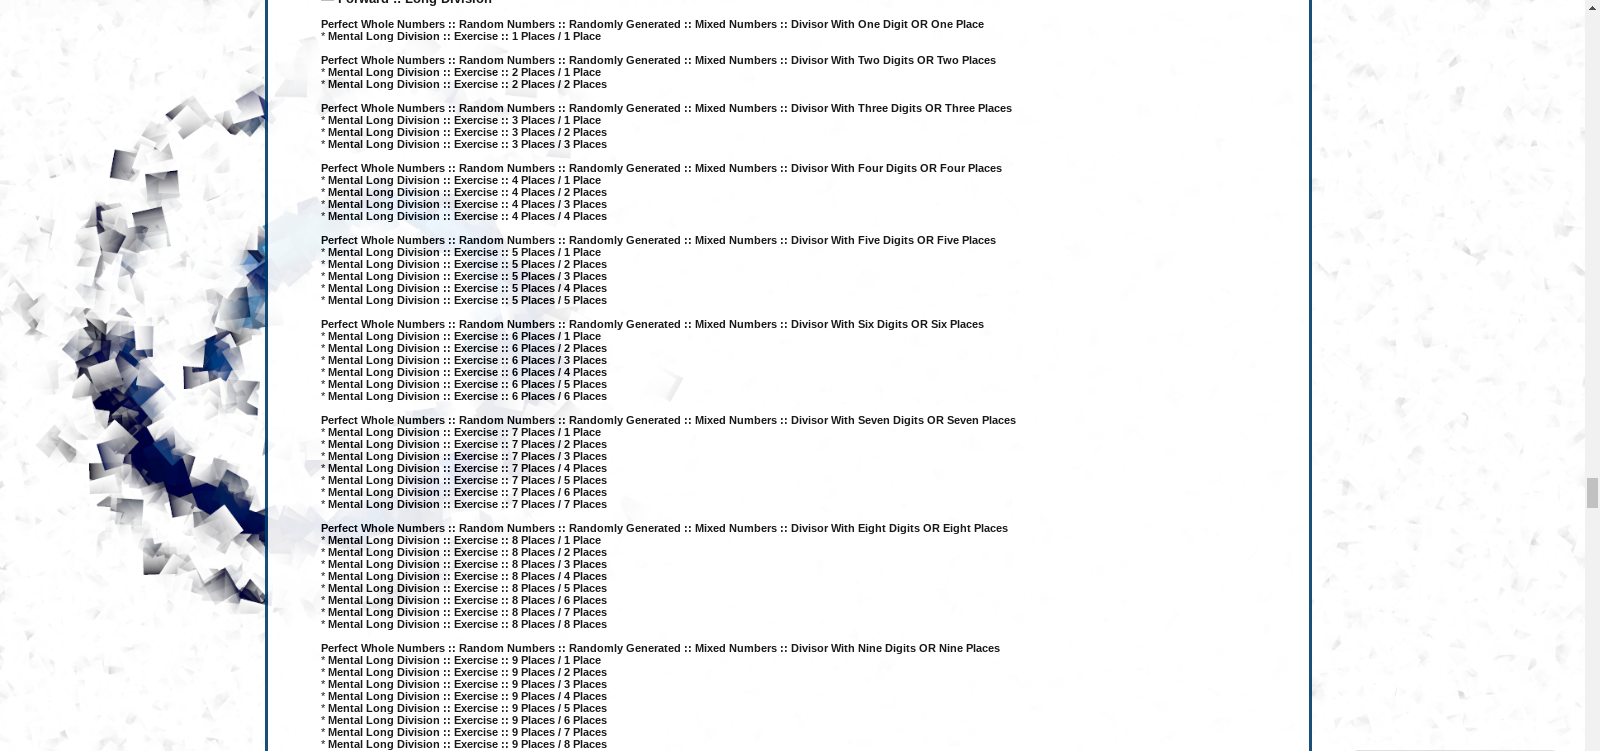 — Forward :: Long Division
Perfect Whole Numbers :: Random Numbers :: Randomly Generated :: Mixed Numbers :: Divisor With One Digit OR One Place
* Mental Long Division :: Exercise :: 1 Places / 1 Place
Perfect Whole Numbers :: Random Numbers :: Randomly Generated :: Mixed Numbers :: Divisor With Two Digits OR Two Places
* Mental Long Division :: Exercise :: 2 Places / 1 Place
* Mental Long Division :: Exercise :: 2 Places / 2 Places
Perfect Whole Numbers :: Random Numbers :: Randomly Generated :: Mixed Numbers :: Divisor With Three Digits OR Three Places
* Mental Long Division :: Exercise :: 3 Places / 1 Place
* Mental Long Division :: Exercise :: 3 Places / 2 Places
* Mental Long Division :: Exercise :: 3 Places / 3 Places
Perfect Whole Numbers :: Random Numbers :: Randomly Generated :: Mixed Numbers :: Divisor With Four Digits OR Four Places
* Mental Long Division :: Exercise :: 4 Places / 1 Place
* Mental Long Division :: Exercise :: 4 Places / 2 Places
* Mental Long Division :: Exercise :: 4 Places / 3 Places
* Mental Long Division :: Exercise :: 4 Places / 4 Places
Perfect Whole Numbers :: Random Numbers :: Randomly Generated :: Mixed Numbers :: Divisor With Five Digits OR Five Places
* Mental Long Division :: Exercise :: 5 Places / 1 Place
* Mental Long Division :: Exercise :: 5 Places / 2 Places
* Mental Long Division :: Exercise :: 5 Places / 3 Places
* Mental Long Division :: Exercise :: 5 Places / 4 Places
* Mental Long Division :: Exercise :: 5 Places / 5 Places
Perfect Whole Numbers :: Random Numbers :: Randomly Generated :: Mixed Numbers :: Divisor With Six Digits OR Six Places
* Mental Long Division :: Exercise :: 6 Places / 1 Place
* Mental Long Division :: Exercise :: 6 Places / 2 Places
* Mental Long Division :: Exercise :: 6 Places / 3 Places
* Mental Long Division :: Exercise :: 6 Places / 4 Places
* Mental Long Division :: Exercise :: 6 Places / 5 Places
* Mental Long Division :: Exercise :: 6 Places / 6 Places
Perfect Whole Numbers :: Random Numbers :: Randomly Generated :: Mixed Numbers :: Divisor With Seven Digits OR Seven Places
* Mental Long Division :: Exercise :: 7 Places / 1 Place
* Mental Long Division :: Exercise :: 7 Places / 2 Places
* Mental Long Division :: Exercise :: 7 Places / 3 Places
* Mental Long Division :: Exercise :: 7 Places / 4 Places
* Mental Long Division :: Exercise :: 7 Places / 5 Places
* Mental Long Division :: Exercise :: 7 Places / 6 Places
* Mental Long Division :: Exercise :: 7 Places / 7 Places
Perfect Whole Numbers :: Random Numbers :: Randomly Generated :: Mixed Numbers :: Divisor With Eight Digits OR Eight Places
* Mental Long Division :: Exercise :: 8 Places / 1 Place
* Mental Long Division :: Exercise :: 8 Places / 2 Places
* Mental Long Division :: Exercise :: 8 Places / 3 Places
* Mental Long Division :: Exercise :: 8 Places / 4 Places
* Mental Long Division :: Exercise :: 8 Places / 5 Places
* Mental Long Division :: Exercise :: 8 Places / 6 Places
* Mental Long Division :: Exercise :: 8 Places / 7 Places
* Mental Long Division :: Exercise :: 8 Places / 8 Places
Perfect Whole Numbers :: Random Numbers :: Randomly Generated :: Mixed Numbers :: Divisor With Nine Digits OR Nine Places
* Mental Long Division :: Exercise :: 9 Places / 1 Place
* Mental Long Division :: Exercise :: 9 Places / 2 Places
* Mental Long Division :: Exercise :: 9 Places / 3 Places
* Mental Long Division :: Exercise :: 9 Places / 4 Places
* Mental Long Division :: Exercise :: 9 Places / 5 Places
* Mental Long Division :: Exercise :: 9 Places / 6 Places
* Mental Long Division :: Exercise :: 9 Places / 7 Places
* Mental Long Division :: Exercise :: 9 Places / 8 Places